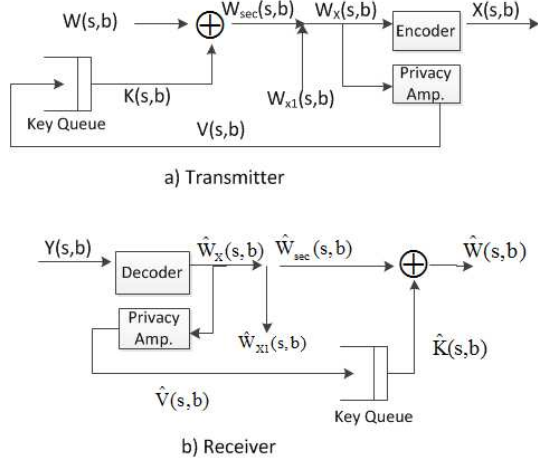 W(s,b)
W_sec(s,b)
W_X(s,b)
Encoder
X(s,b)
Privacy
Amp.
K(s,b)
W_x1(s,b)
Key Queue
V(s,b)
a) Transmitter
Y(s,b)
Decoder
Ŵ_X(s,b)
Ŵ_sec(s,b)
Ŵ(s,b)
Privacy
Amp.
Ŵ_X1(s,b)
K̂(s,b)
V̂(s,b)
Key Queue
b) Receiver